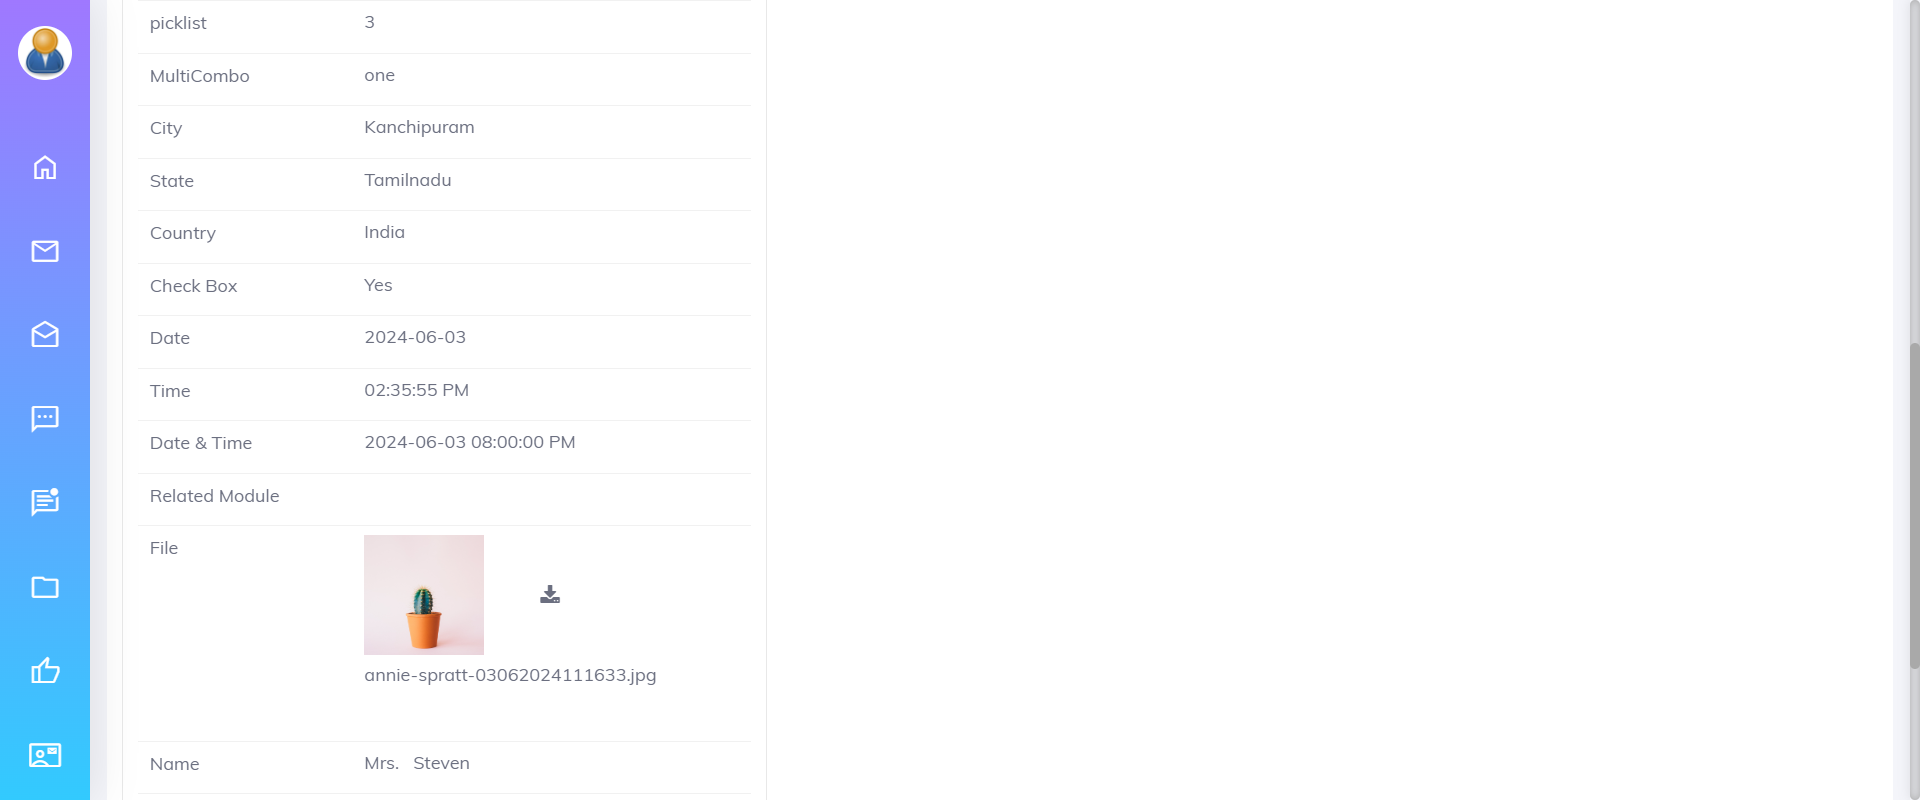 picklist 3
MultiCombo one
City Kanchipuram
State Tamilnadu
Country India
Check Box Yes
Date 2024-06-03
Time 02:35:55 PM
Date & Time 2024-06-03 08:00:00 PM
Related Module
File
annie-spratt-03062024111633.jpg
Name Mrs. Steven